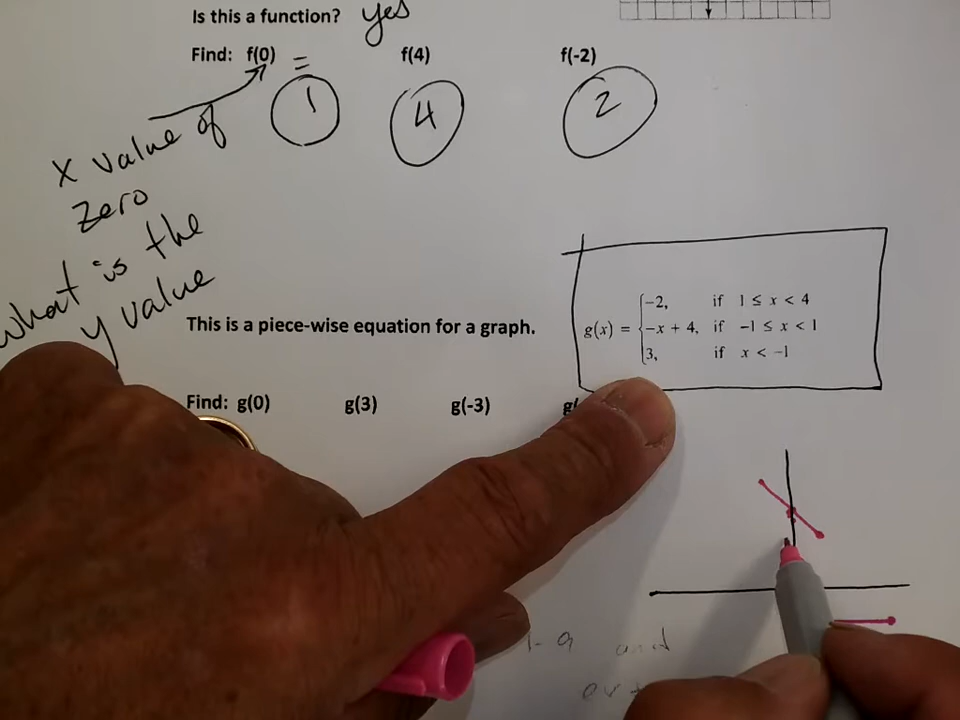 Is this a function? yes
Find: f(0) = f(4) f(-2)
1 4 2
x value of
zero
What is the
y value
This is a piece-wise equation for a graph.
g(x) = { -2, if 1 ≤ x < 4
-x + 4, if -1 ≤ x < 1
3, if x < -1
Find: g(0) g(3) g(-3)
and